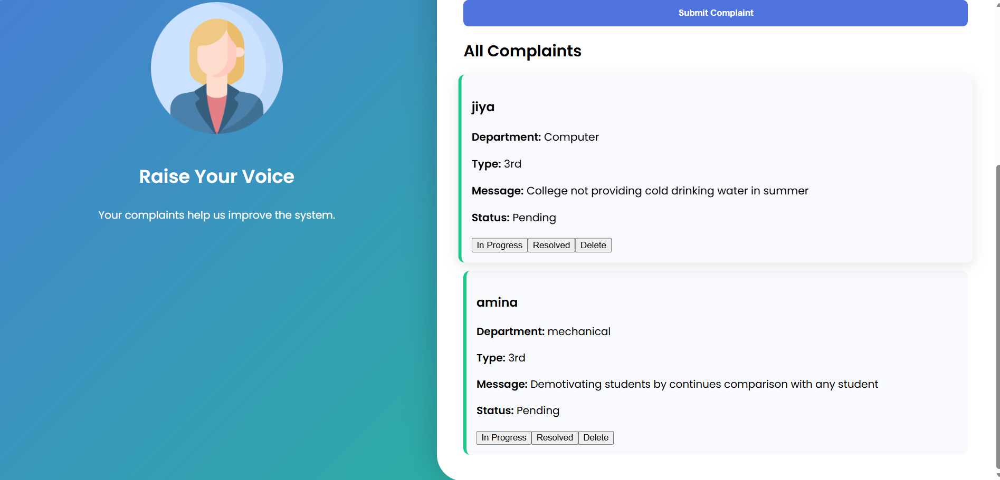 Raise Your Voice
Your complaints help us improve the system.
Submit Complaint
All Complaints
jiya
Department: Computer
Type: 3rd
Message: College not providing cold drinking water in summer
Status: Pending
In Progress Resolved Delete
amina
Department: mechanical
Type: 3rd
Message: Demotivating students by continues comparison with any student
Status: Pending
In Progress Resolved Delete